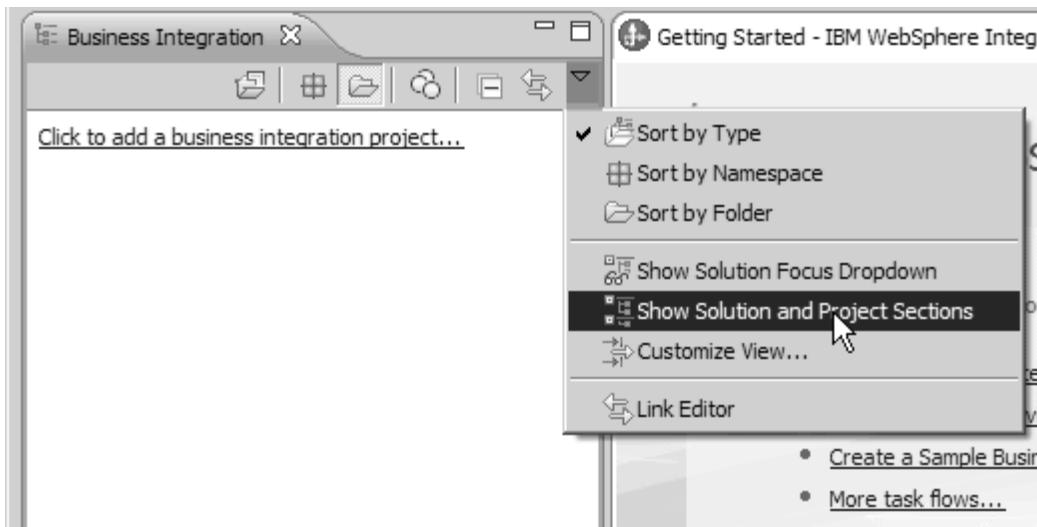 Business Integration
Getting Started - IBM WebSphere Integ
Click to add a business integration project...
Sort by Type
Sort by Namespace
Sort by Folder
Show Solution Focus Dropdown
Show Solution and Project Sections
Customize View...
Link Editor
Create a Sample Busin
More task flows...